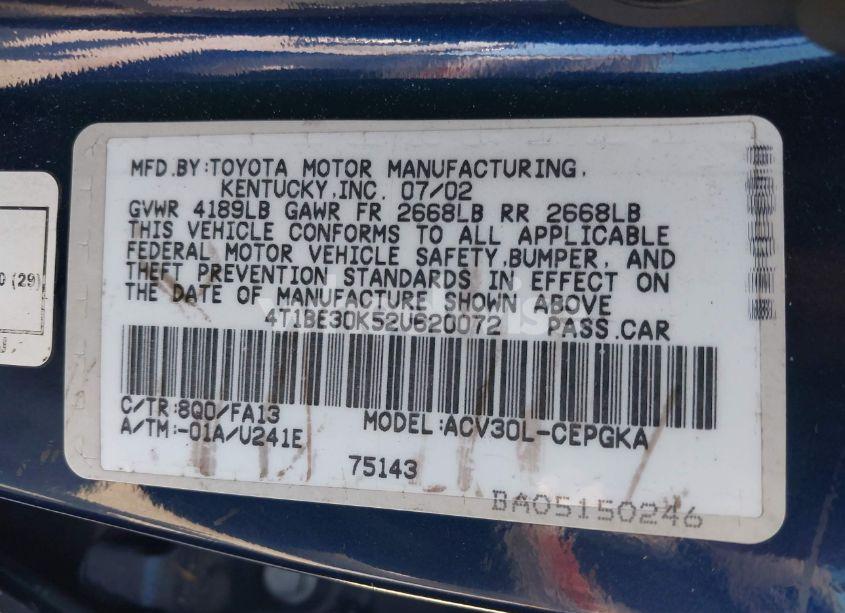 MFD.BY:TOYOTA MOTOR MANUFACTURING,
KENTUCKY,INC. 07/02
GVWR 4189LB GAWR FR 2668LB RR 2668LB
THIS VEHICLE CONFORMS TO ALL APPLICABLE
FEDERAL MOTOR VEHICLE SAFETY,BUMPER, AND
THEFT PREVENTION STANDARDS IN EFFECT ON
THE DATE OF MANUFACTURE SHOWN ABOVE
4T1BE30K52U620072 PASS.CAR
C/TR:8Q0/FA13 MODEL:ACV30L-CEPGKA
A/TM:-01A/U241E
75143
BA05150246
(29)